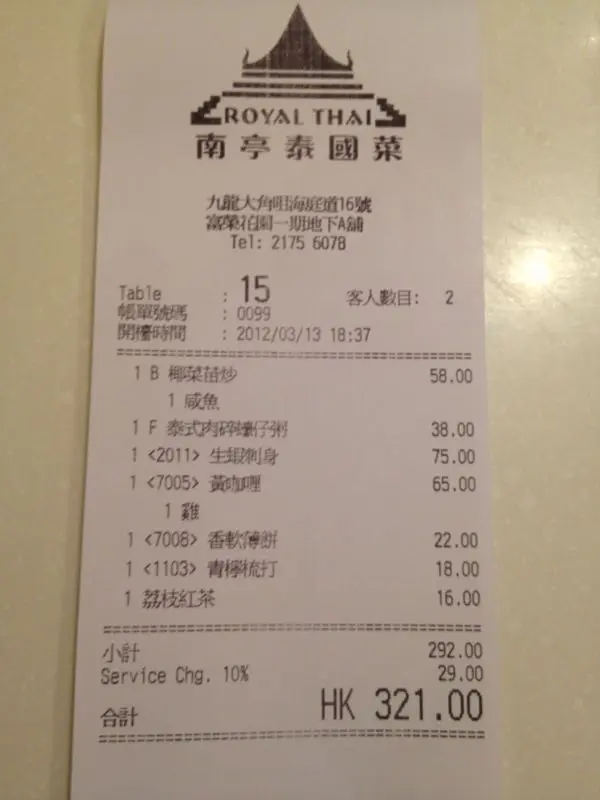 ROYAL THAI
南亭泰國菜
九龍大角咀海庭道16號
富榮花園一期地下A舖
Tel: 2175 6078
Table : 15 客人數目: 2
帳單號碼 : 0099
開檯時間 : 2012/03/13 18:37
1 B 椰菜苗炒 58.00
1 咸魚
1 F 泰式肉碎蠔仔粥 38.00
1 <2011> 生蝦刺身 75.00
1 <7005> 黃咖喱 65.00
1 雞
1 <7008> 香軟薄餅 22.00
1 <1103> 青檸梳打 18.00
1 荔枝紅茶 16.00
小計 292.00
Service Chg. 10% 29.00
合計 HK 321.00